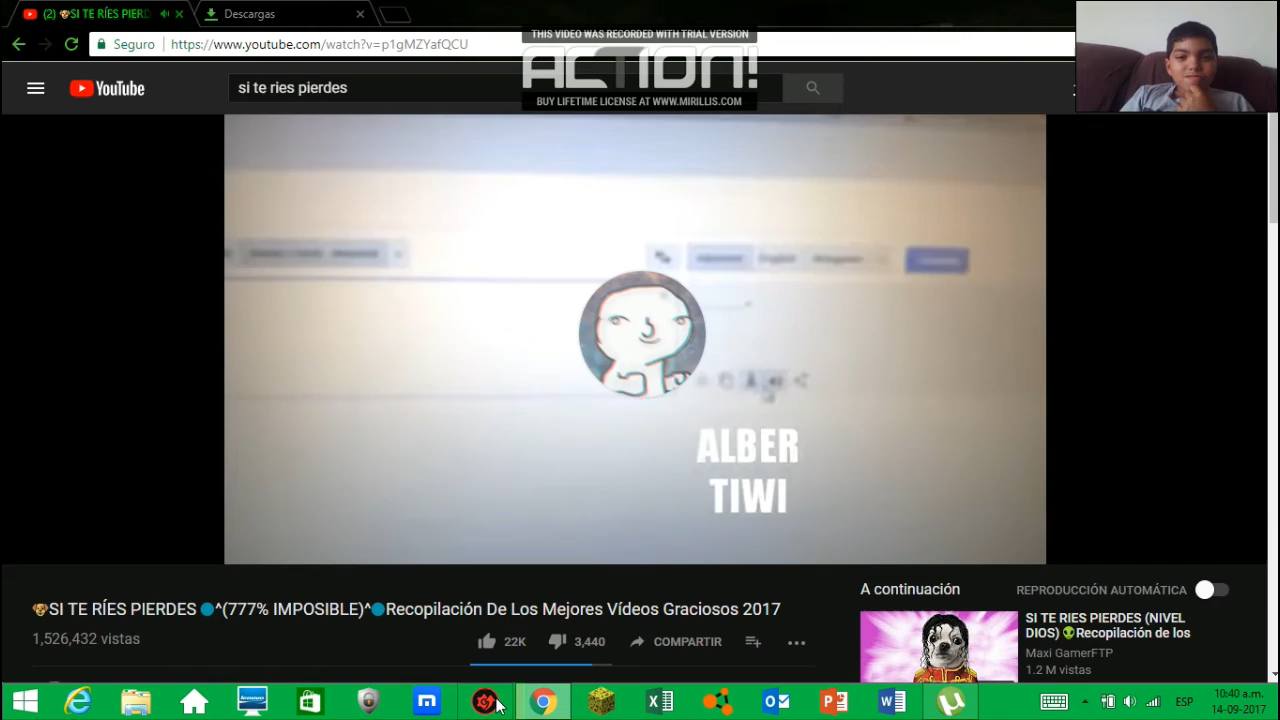 (2) 🐶SI TE RÍES PIERD
Descargas
Seguro
https://www.youtube.com/watch?v=p1gMZYafQCU
THIS VIDEO WAS RECORDED WITH TRIAL VERSION
ACTION!
BUY LIFETIME LICENSE AT WWW.MIRILLIS.COM
YouTube
si te ries pierdes
ALBER
TIWI
🐶SI TE RÍES PIERDES 🔵^(777% IMPOSIBLE)^🔵Recopilación De Los Mejores Vídeos Graciosos 2017
1,526,432 vistas
22K
3,440
COMPARTIR
A continuación
REPRODUCCIÓN AUTOMÁTICA
SI TE RIES PIERDES (NIVEL
DIOS)👽Recopilación de los
Maxi GamerFTP
1.2 M vistas
ESP
10:40 a.m.
14-09-2017